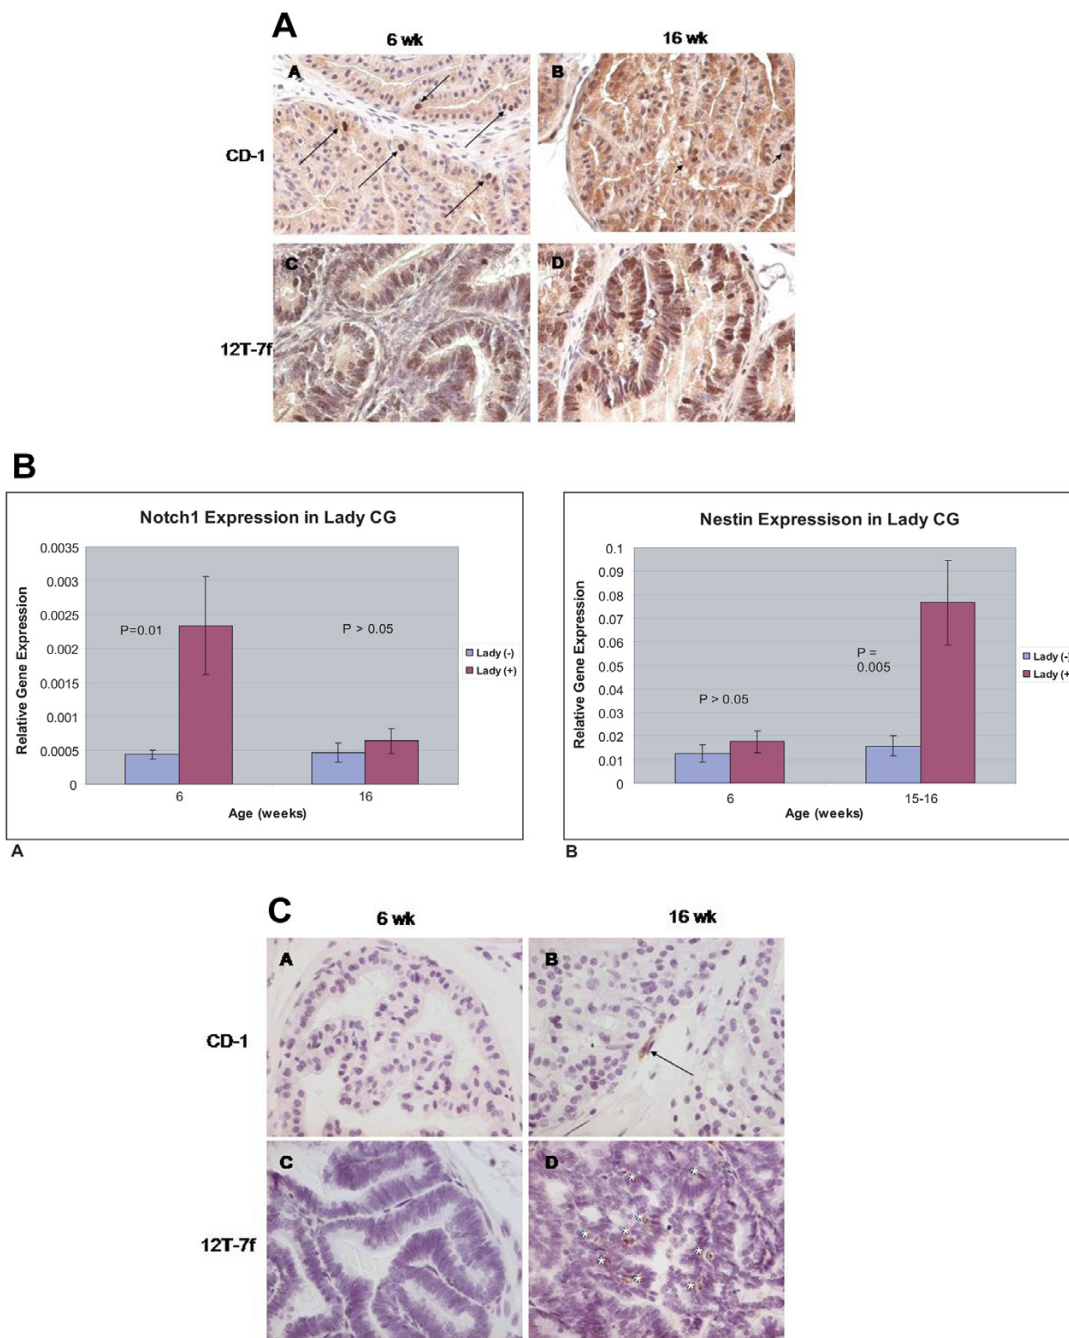 A
6 wk
16 wk
A
B
CD-1
C
D
12T-7f
B
Notch1 Expression in Lady CG
Relative Gene Expression
0.0035
0.003
0.0025
0.002
0.0015
0.001
0.0005
0
P=0.01
P > 0.05
Lady (-)
Lady (+)
6
16
Age (weeks)
A
Nestin Expressison in Lady CG
Relative Gene Expression
0.1
0.09
0.08
0.07
0.06
0.05
0.04
0.03
0.02
0.01
0
P > 0.05
P =
0.005
Lady (-)
Lady (+
6
15-16
Age (weeks)
B
C
6 wk
16 wk
A
B
CD-1
C
D
12T-7f